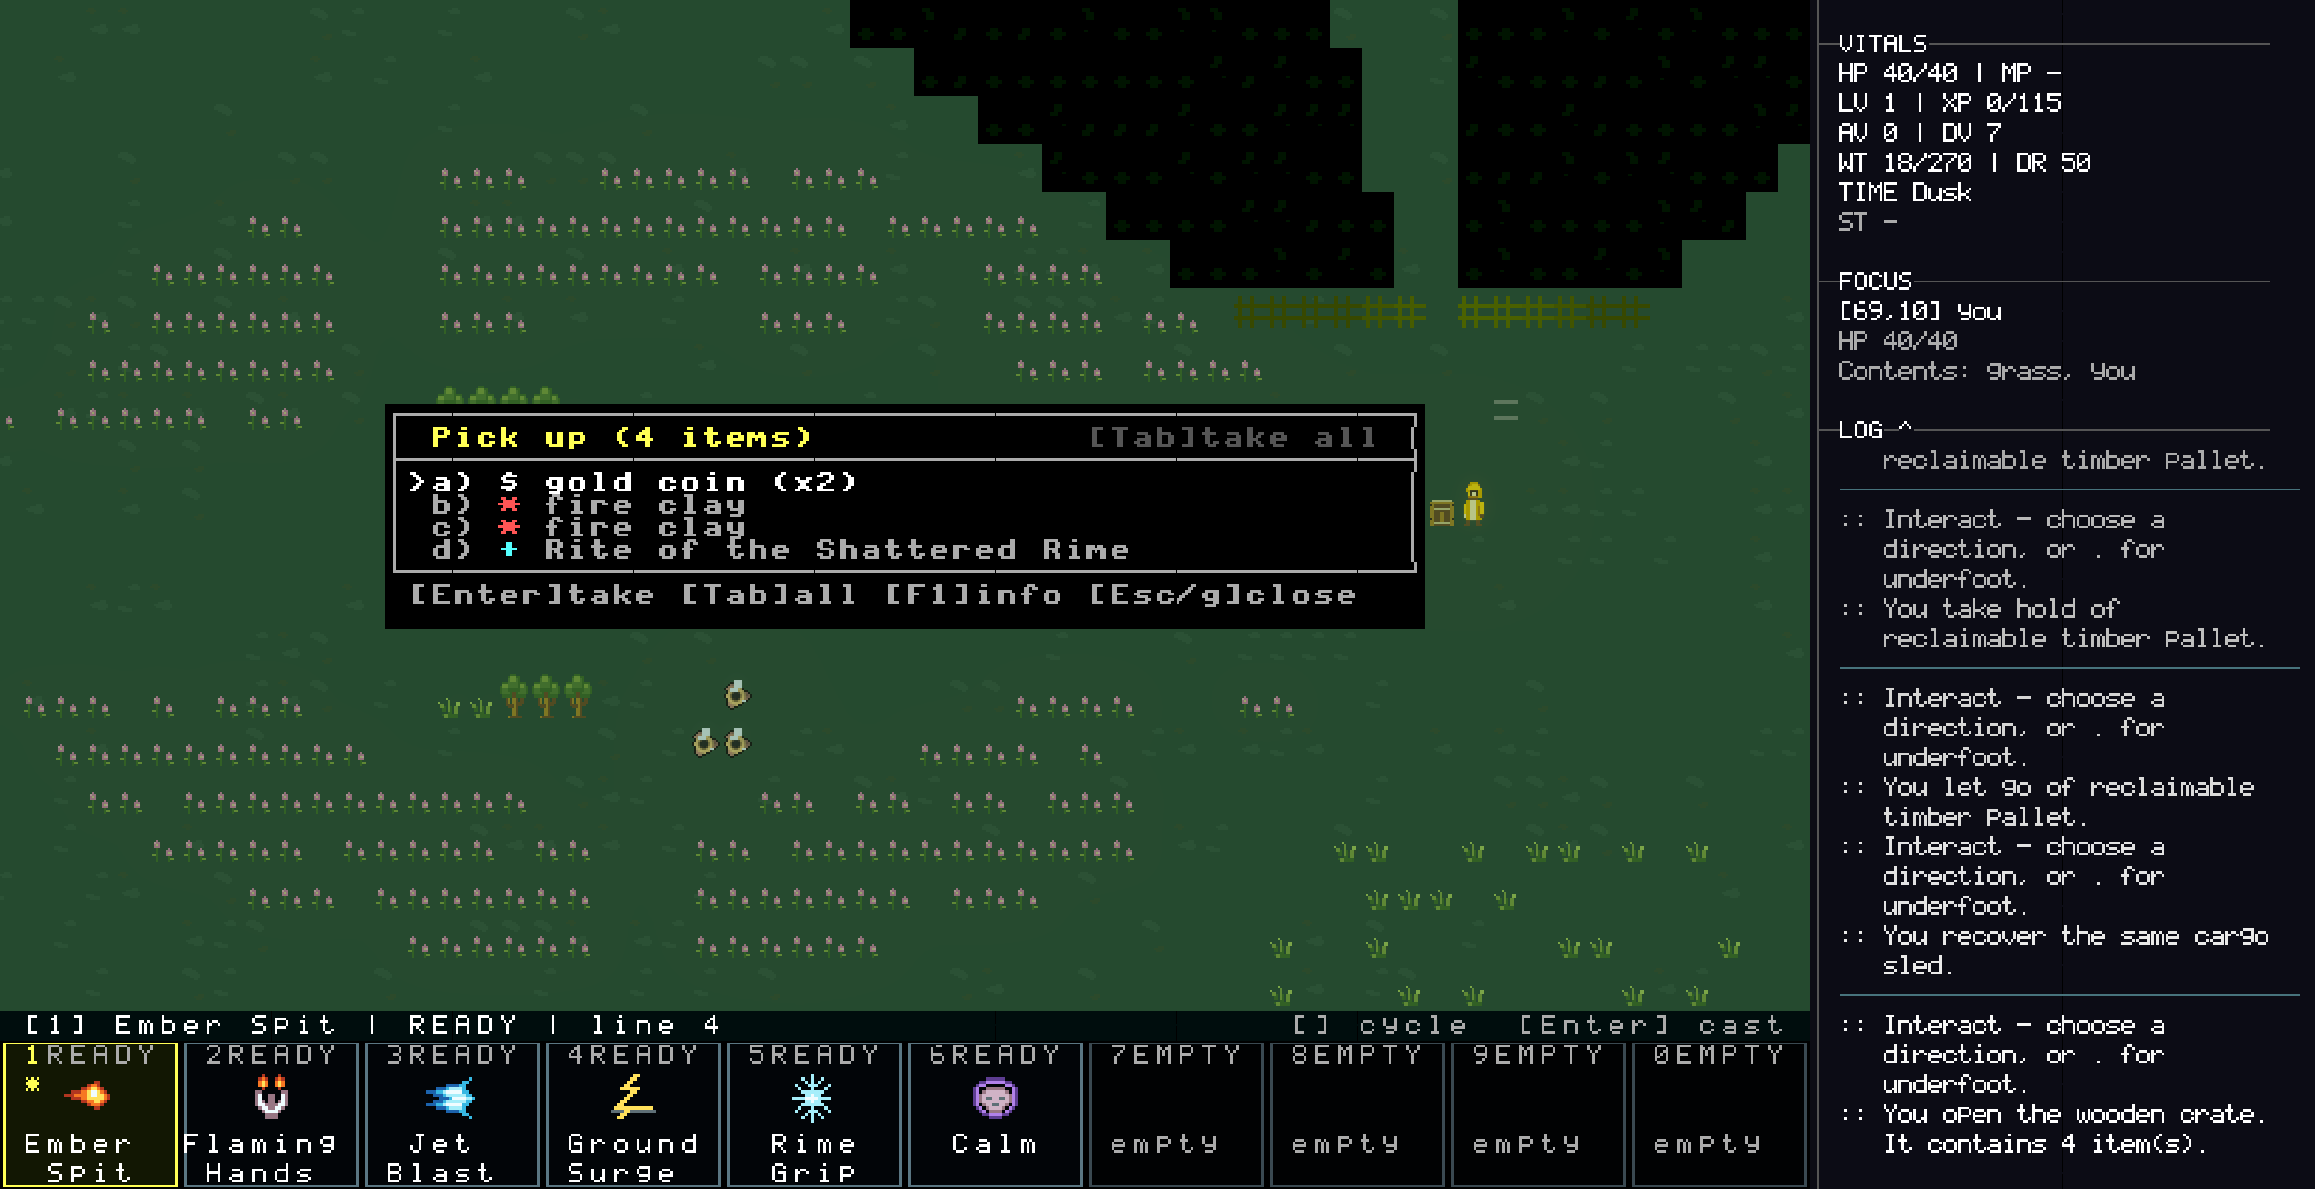 Pick up (4 items) [Tab]take all
>a) $ gold coin (x2)
b) * fire clay
c) * fire clay
d) + Rite of the Shattered Rime
[Enter]take [Tab]all [F1]info [Esc/g]close
VITALS
HP 40/40 | MP -
LV 1 | XP 0/115
AV 0 | DV 7
WT 18/270 | DR 50
TIME Dusk
ST -
FOCUS
[69,10] you
HP 40/40
Contents: grass, you
LOG ^
reclaimable timber pallet.
:: Interact - choose a
direction, or . for
underfoot.
:: You take hold of
reclaimable timber pallet.
:: Interact - choose a
direction, or . for
underfoot.
:: You let go of reclaimable
timber pallet.
:: Interact - choose a
direction, or . for
underfoot.
:: You recover the same cargo
sled.
:: Interact - choose a
direction, or . for
underfoot.
:: You open the wooden crate.
It contains 4 item(s).
[1] Ember Spit | READY | line 4 [] cycle [Enter] cast
1READY 2READY 3READY 4READY 5READY 6READY 7EMPTY 8EMPTY 9EMPTY 0EMPTY
*
Ember Flaming Jet Ground Rime Calm empty empty empty empty
Spit Hands Blast Surge Grip